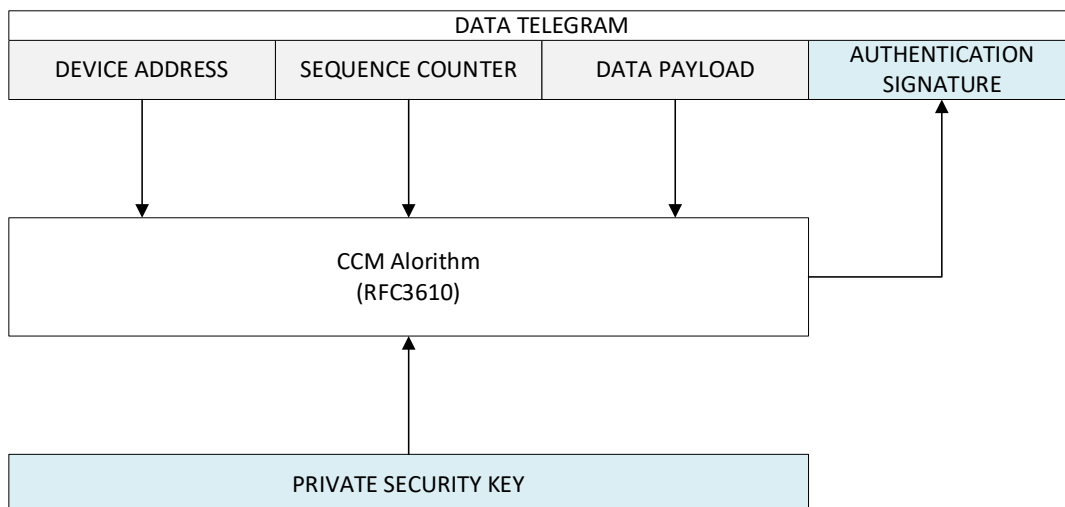 DATA TELEGRAM
DEVICE ADDRESS
SEQUENCE COUNTER
DATA PAYLOAD
AUTHENTICATION
SIGNATURE
CCM Alorithm
(RFC3610)
PRIVATE SECURITY KEY